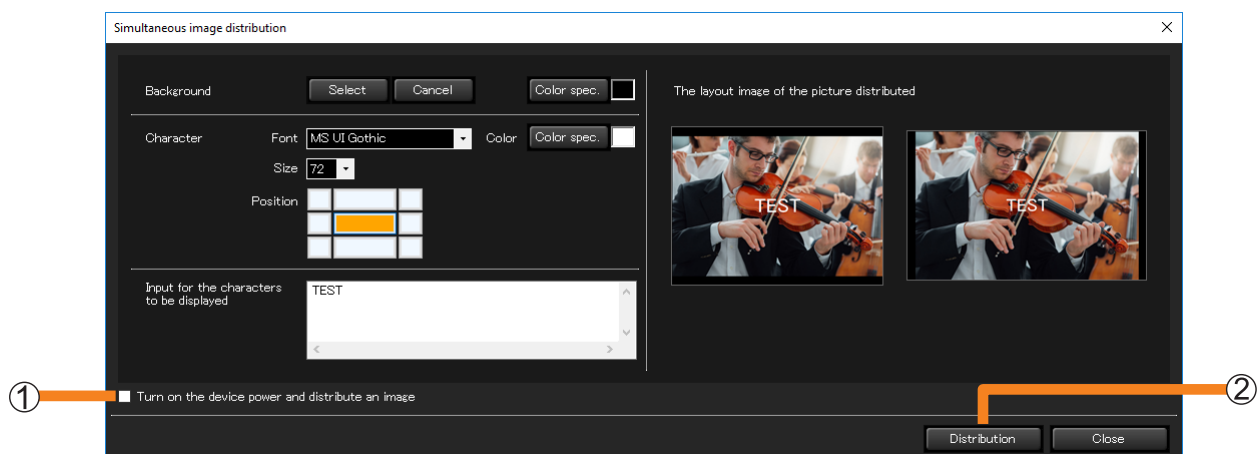 Simultaneous image distribution
Background Select Cancel Color spec.
The layout image of the picture distributed
Character Font MS UI Gothic Color Color spec.
Size 72
Position
TEST
TEST
Input for the characters
to be displayed
TEST
① Turn on the device power and distribute an image
②
Distribution Close